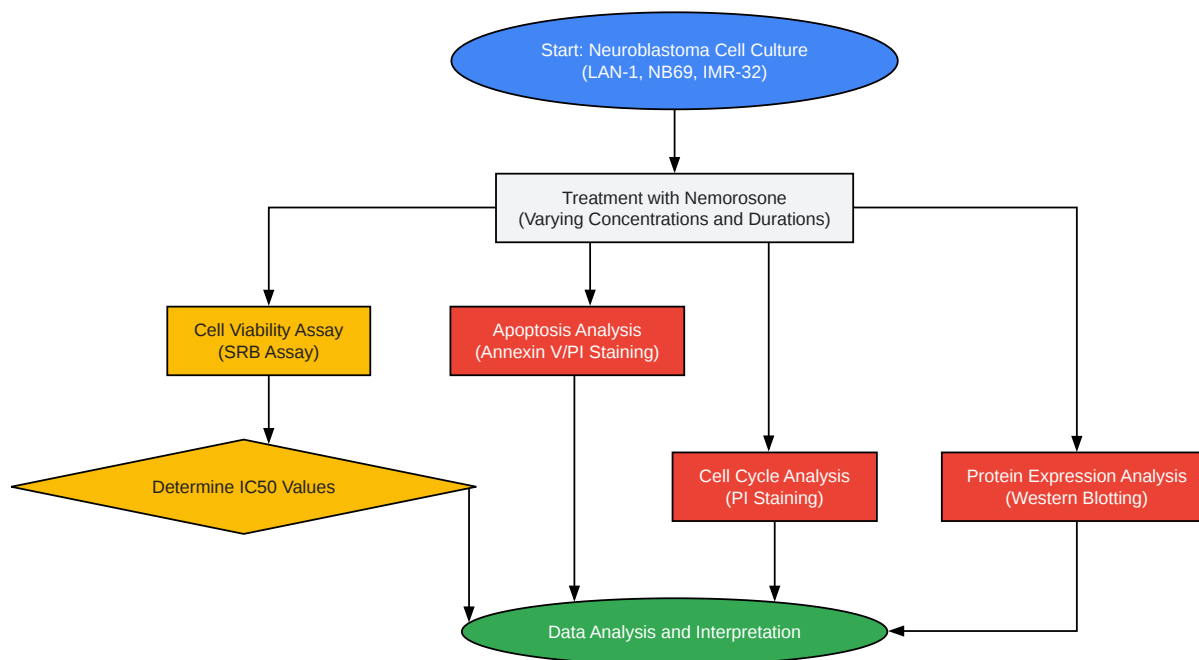 Start: Neuroblastoma Cell Culture
(LAN-1, NB69, IMR-32)
Treatment with Nemorosone
(Varying Concentrations and Durations)
Cell Viability Assay
(SRB Assay)
Apoptosis Analysis
(Annexin V/PI Staining)
Determine IC50 Values
Cell Cycle Analysis
(PI Staining)
Protein Expression Analysis
(Western Blotting)
Data Analysis and Interpretation